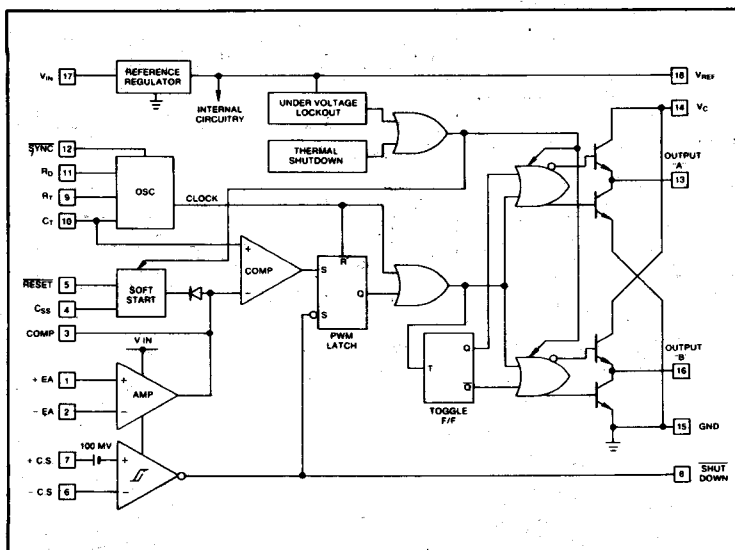 VIN 17
REFERENCE
REGULATOR
INTERNAL
CIRCUITRY
UNDER VOLTAGE
LOCKOUT
THERMAL
SHUTDOWN
18 VREF
14 VC
OUTPUT
"A"
13
SYNC 12
RD 11
RT 9
CT 10
OSC
CLOCK
RESET 5
CSS 4
COMP 3
SOFT
START
+
−
COMP
S R
Q
S
PWM
LATCH
V IN
+ EA 1
− EA 2
+
−
AMP
T
Q
Q
TOGGLE
F/F
OUTPUT
"B"
16
15 GND
+ C.S. 7
100 MV
− C.S 6
+
−
8 SHUT
DOWN